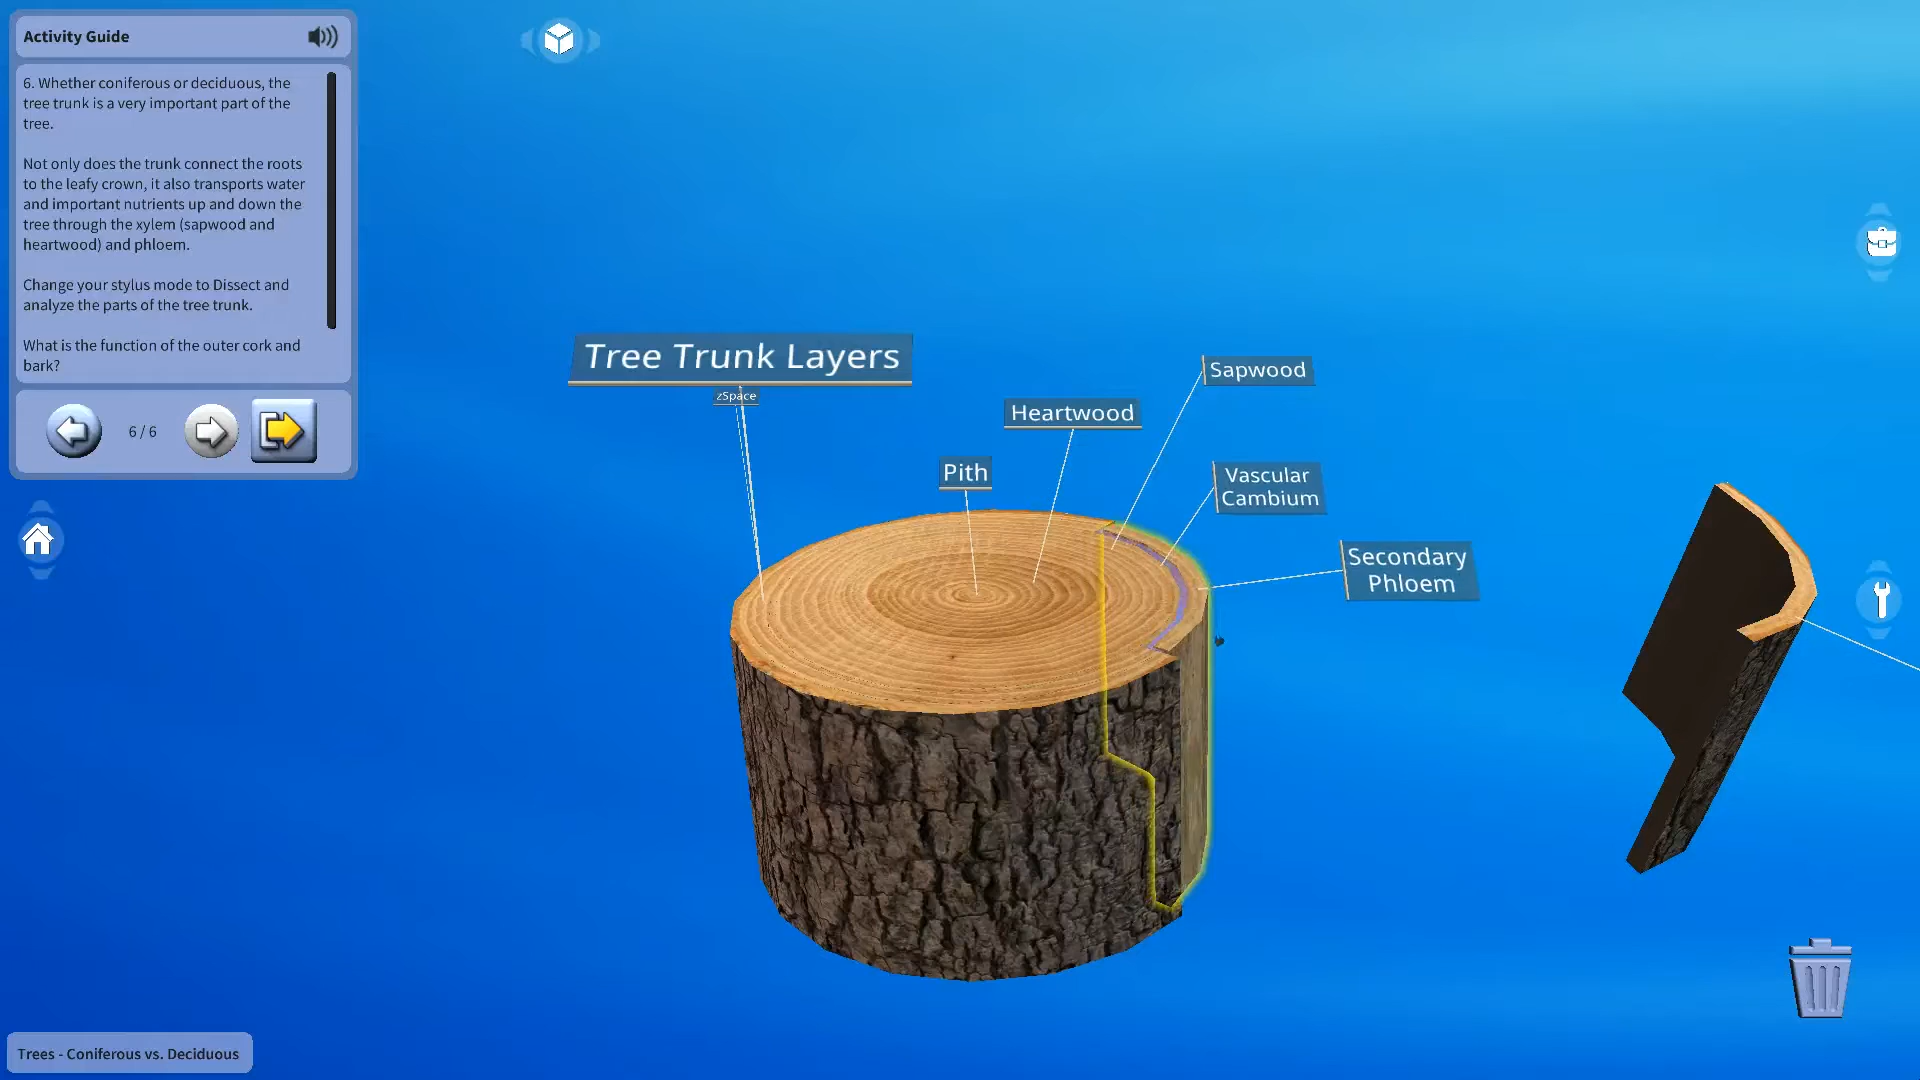 Activity Guide
6. Whether coniferous or deciduous, the
tree trunk is a very important part of the
tree.
Not only does the trunk connect the roots
to the leafy crown, it also transports water
and important nutrients up and down the
tree through the xylem (sapwood and
heartwood) and phloem.
Change your stylus mode to Dissect and
analyze the parts of the tree trunk.
What is the function of the outer cork and
bark?
6 / 6
Tree Trunk Layers
zSpace
Sapwood
Heartwood
Pith
Vascular
Cambium
Secondary
Phloem
Trees - Coniferous vs. Deciduous